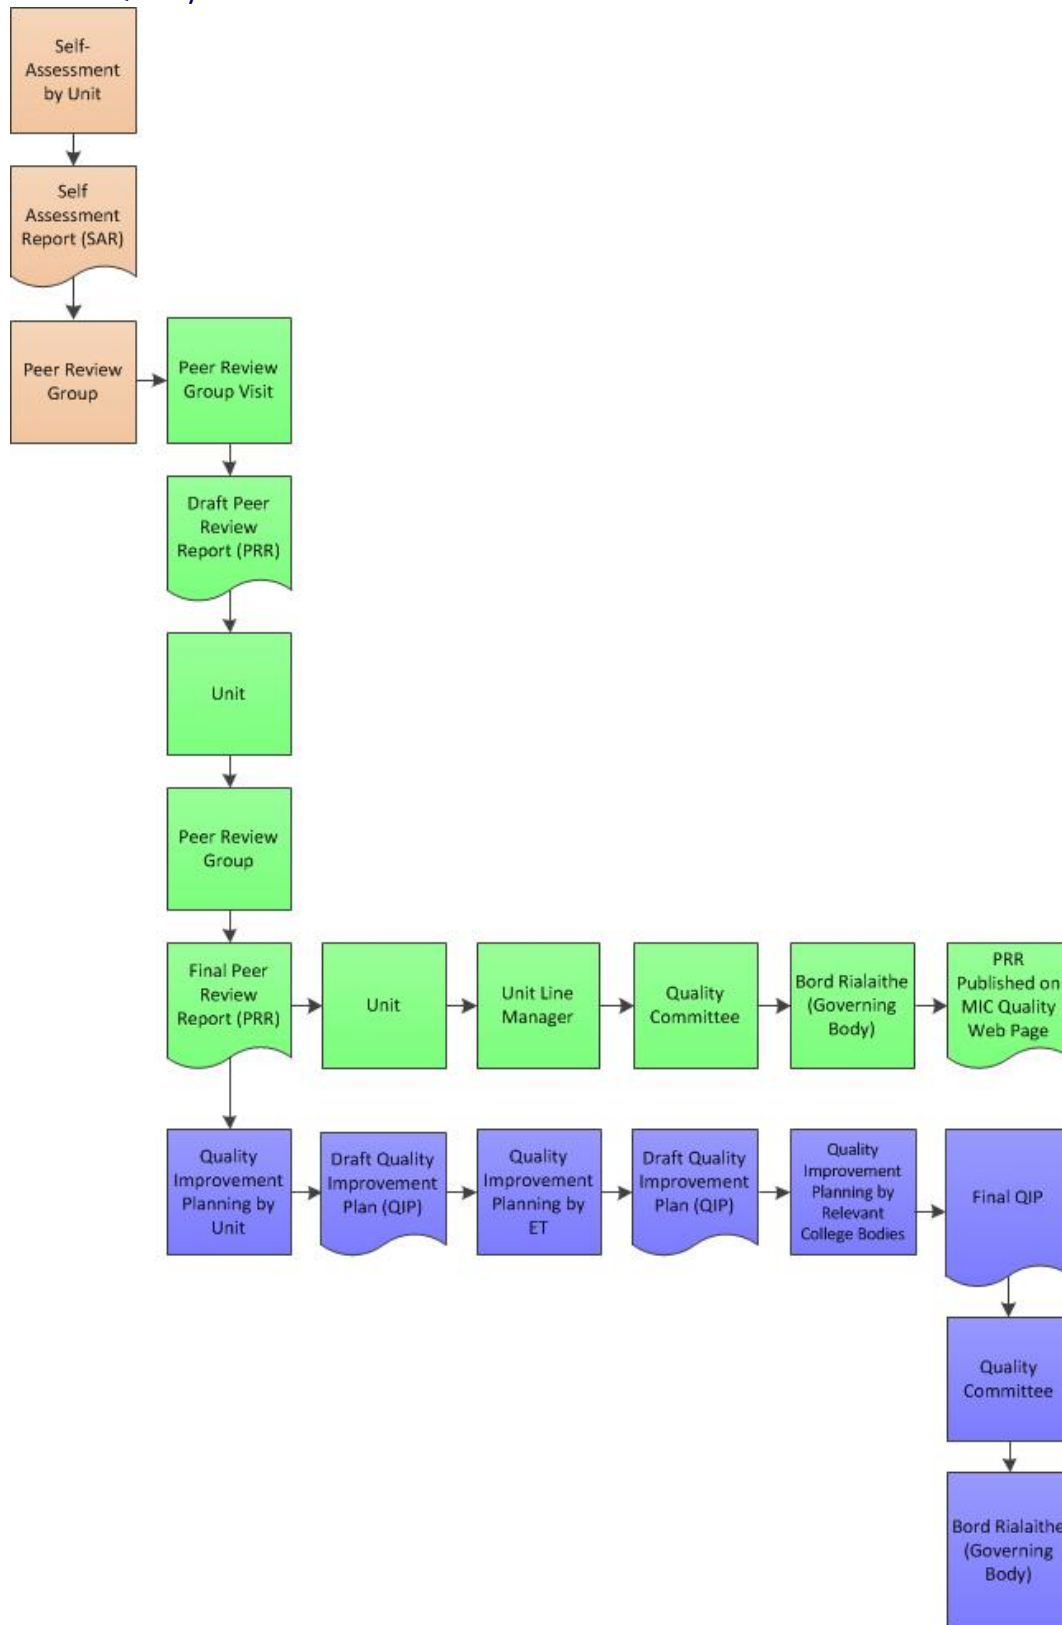 Self-
Assessment
by Unit
Self
Assessment
Report (SAR)
Peer Review
Group
Peer Review
Group Visit
Draft Peer
Review
Report (PRR)
Unit
Peer Review
Group
Final Peer
Review
Report (PRR)
Unit
Unit Line
Manager
Quality
Committee
Bord Rialaithe
(Governing
Body)
PRR
Published on
MIC Quality
Web Page
Quality
Improvement
Planning by
Unit
Draft Quality
Improvement
Plan (QIP)
Quality
Improvement
Planning by
ET
Draft Quality
Improvement
Plan (QIP)
Quality
Improvement
Planning by
Relevant
College Bodies
Final QIP
Quality
Committee
Bord Rialaithe
(Governing
Body)